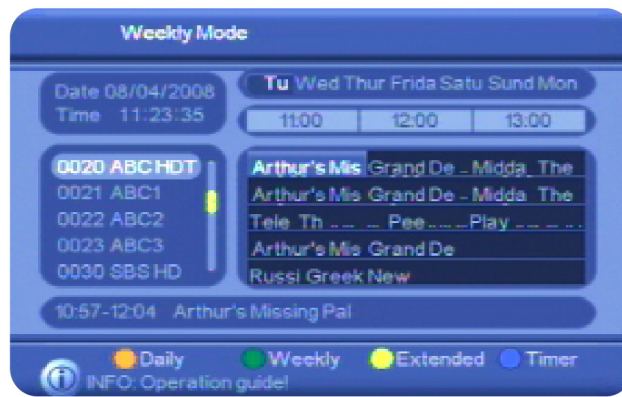 Weekly Mode
Date 08/04/2008
Time 11:23:35
Tu Wed Thur Frida Satu Sund Mon
11:00 12:00 13:00
0020 ABC HDT
0021 ABC1
0022 ABC2
0023 ABC3
0030 SBS HD
Arthur's Mis Grand De ... Midda The
Arthur's Mis Grand De ... Midda The
Tele Th ... ... Pee... ...Play ... ... ...
Arthur's Mis Grand De
Russi Greek New
10:57-12:04 Arthur's Missing Pal
Daily Weekly Extended Timer
INFO: Operation guide!